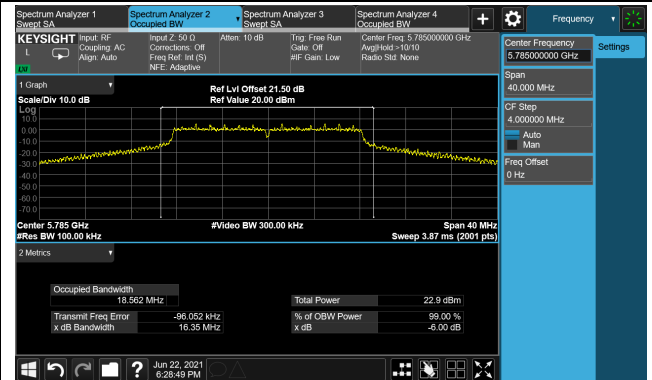 Spectrum Analyzer 1
Swept SA
Spectrum Analyzer 2
Occupied BW
Spectrum Analyzer 3
Swept SA
Spectrum Analyzer 4
Occupied BW
+
Frequency
KEYSIGHT
L
LXI
Input: RF
Coupling: AC
Align: Auto
Input Z: 50 Ω
Corrections: Off
Freq Ref: Int (S)
NFE: Adaptive
Atten: 10 dB
Trig: Free Run
Gate: Off
#IF Gain: Low
Center Freq: 5.785000000 GHz
Avg|Hold:>10/10
Radio Std: None
Center Frequency
5.785000000 GHz
Settings
Span
40.000 MHz
CF Step
4.000000 MHz
Auto
Man
Freq Offset
0 Hz
1 Graph
Scale/Div 10.0 dB
Ref Lvl Offset 21.50 dB
Ref Value 20.00 dBm
Log
10.0
0.00
-10.0
-20.0
-30.0
-40.0
-50.0
-60.0
-70.0
Center 5.785 GHz
#Video BW 300.00 kHz
Span 40 MHz
#Res BW 100.00 kHz
Sweep 3.87 ms (2001 pts)
2 Metrics
Occupied Bandwidth
18.562 MHz
Total Power
22.9 dBm
Transmit Freq Error
-96.052 kHz
% of OBW Power
99.00 %
x dB Bandwidth
16.35 MHz
x dB
-6.00 dB
?
Jun 22, 2021
6:28:49 PM